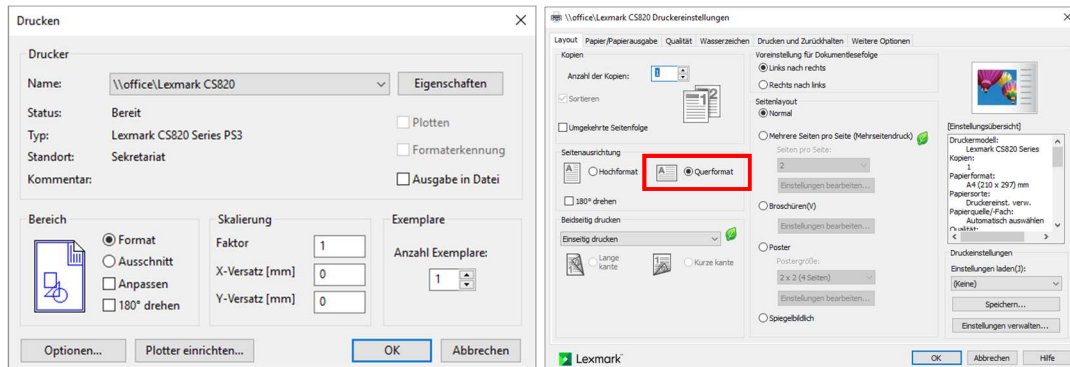 Drucken
Drucker
Name: \\office\Lexmark CS820 Eigenschaften
Status: Bereit
Plotten
Typ: Lexmark CS820 Series PS3
Formaterkennung
Standort: Sekretariat
Kommentar: Ausgabe in Datei
Bereich
Format
Ausschnitt
Anpassen
180° drehen
Skalierung
Faktor 1
X-Versatz [mm] 0
Y-Versatz [mm] 0
Exemplare
Anzahl Exemplare:
1
Optionen... Plotter einrichten... OK Abbrechen
\\office\Lexmark CS820 Druckereinstellungen
Layout Papier/Papierausgabe Qualität Wasserzeichen Drucken und Zurückhalten Weitere Optionen
Kopien
Anzahl der Kopien: 1
Sortieren
1 2
Umgekehrte Seitenfolge
Seitenausrichtung
A Hochformat A Querformat
180° drehen
Beidseitig drucken
Einseitig drucken
Lange kante
Kurze kante
Voreinstellung für Dokumentlesefolge
Links nach rechts
Rechts nach links
Seitenlayout
Normal
Mehrere Seiten pro Seite (Mehrseitendruck)
Seiten pro Seite:
2
Einstellungen bearbeiten...
Broschüren(V)
Einstellungen bearbeiten...
Poster
Postergröße:
2 x 2 (4 Seiten)
Einstellungen bearbeiten...
Spiegelbildlich
[Einstellungsübersicht]
Druckermodell:
Lexmark CS820 Series
Kopien:
1
Papierformat:
A4 (210 x 297) mm
Papiersorte:
Druckereinst. verw.
Papierquelle/-Fach:
Automatisch auswählen
Qualität:
Druckeinstellungen
Einstellungen laden(J):
(Keine)
Speichern...
Einstellungen verwalten...
Lexmark
OK Abbrechen Hilfe